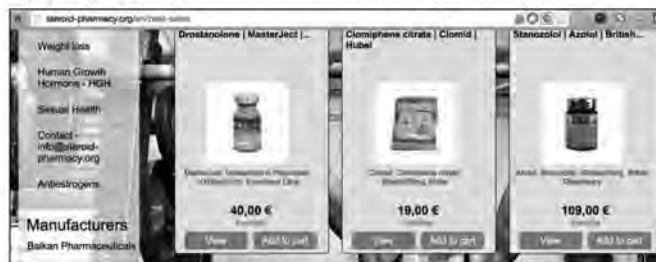 steroid-pharmacy.org/en/best-sales
Weight loss
Human Growth
Hormone - HGH
Sexual Health
Contact -
info@steroid-
pharmacy.org
Antiestrogens
Manufacturers
Balkan Pharmaceuticals
Drostanolone | MasterJect |...
40,00 €
View
Add to cart
Clomiphene citrate | Clomid |
Hubei
19,00 €
View
Add to cart
Stanozolol | Azolol | British...
109,00 €
View
Add to cart